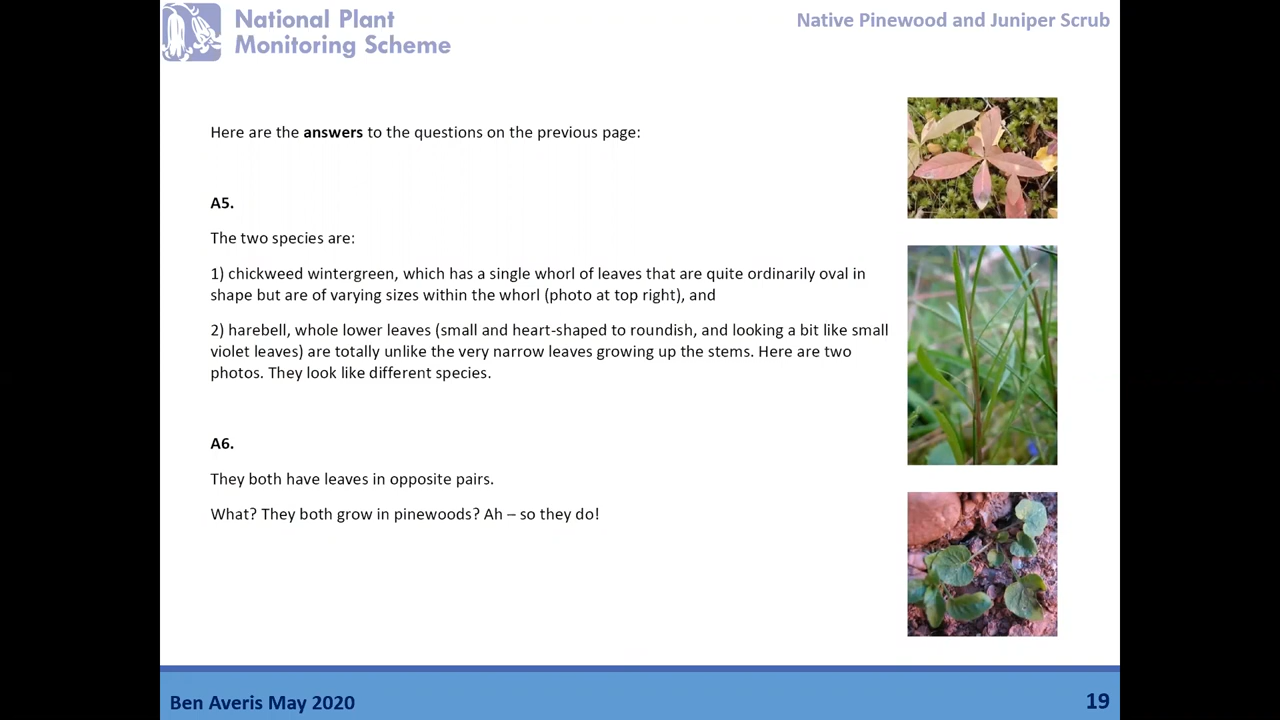 National Plant
Monitoring Scheme
Native Pinewood and Juniper Scrub
Here are the answers to the questions on the previous page:
A5.
The two species are:
1) chickweed wintergreen, which has a single whorl of leaves that are quite ordinarily oval in
shape but are of varying sizes within the whorl (photo at top right), and
2) harebell, whole lower leaves (small and heart-shaped to roundish, and looking a bit like small
violet leaves) are totally unlike the very narrow leaves growing up the stems. Here are two
photos. They look like different species.
A6.
They both have leaves in opposite pairs.
What? They both grow in pinewoods? Ah – so they do!
Ben Averis May 2020
19